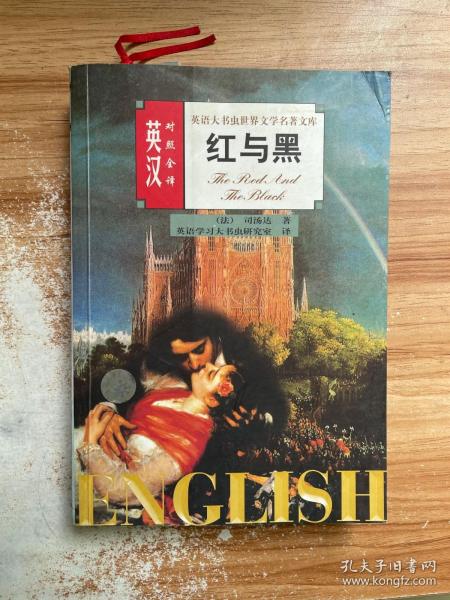 英语大书虫世界文学名著文库
英汉
对照全译
红与黑
The Red And
The Black
（法） 司汤达 著
英语学习大书虫研究室 译
ENGLISH
孔夫子旧书网
www.kongfz.com